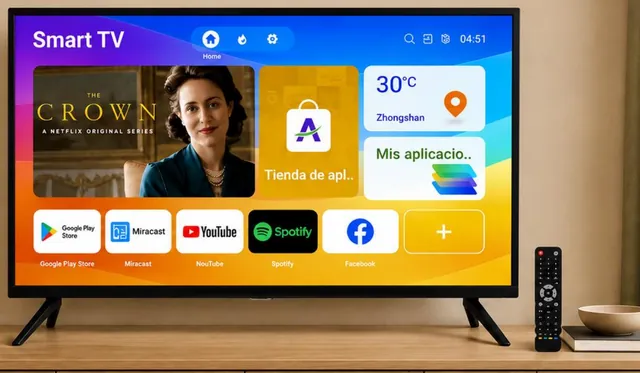 Smart TV
Home
04:51
THE
CROWN
A NETFLIX ORIGINAL SERIES
Tienda de apl..
30°C
Zhongshan
Mis aplicacio..
Google Play
Store
Miracast
YouTube
Spotify
Google Play Store
Miracast
NouTube
Spotify
Facebook